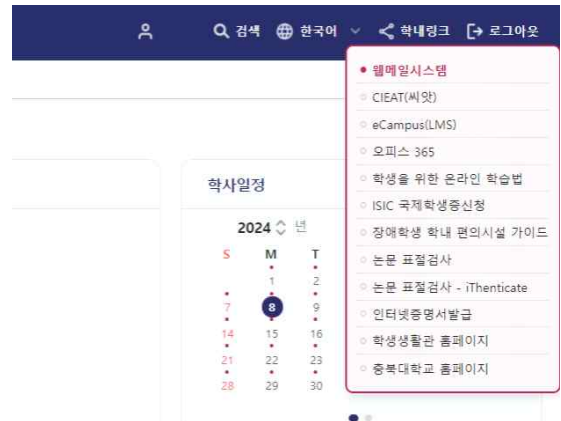 검색 한국어 학내링크 로그아웃
웹메일시스템
CIEAT(씨앗)
eCampus(LMS)
오피스 365
학생을 위한 온라인 학습법
ISIC 국제학생증신청
장애학생 학내 편의시설 가이드
논문 표절검사
논문 표절검사 - iThenticate
인터넷증명서발급
학생생활관 홈페이지
충북대학교 홈페이지
학사일정
2024 년
S M T
1 2
7 8 9
14 15 16
21 22 23
28 29 30